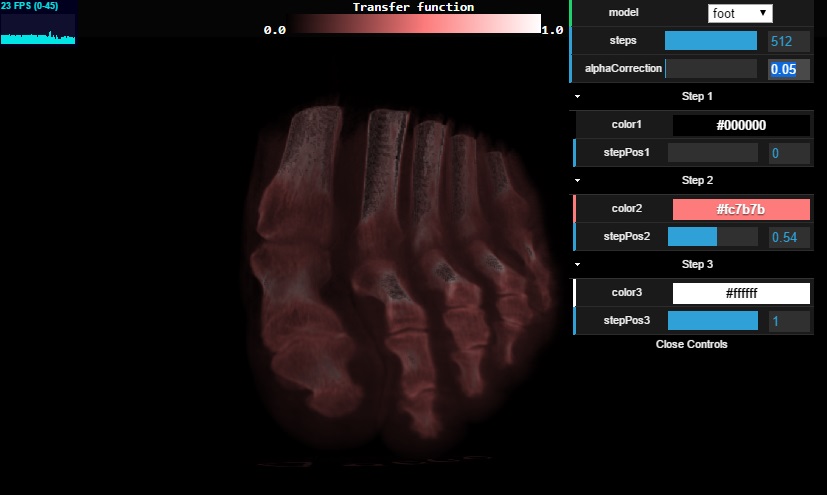 23 FPS (0-45)
Transfer function
0.0
1.0
model
foot
steps
512
alphaCorrection
0.05
Step 1
color1
#000000
stepPos1
0
Step 2
color2
#fc7b7b
stepPos2
0.54
Step 3
color3
#ffffff
stepPos3
1
Close Controls